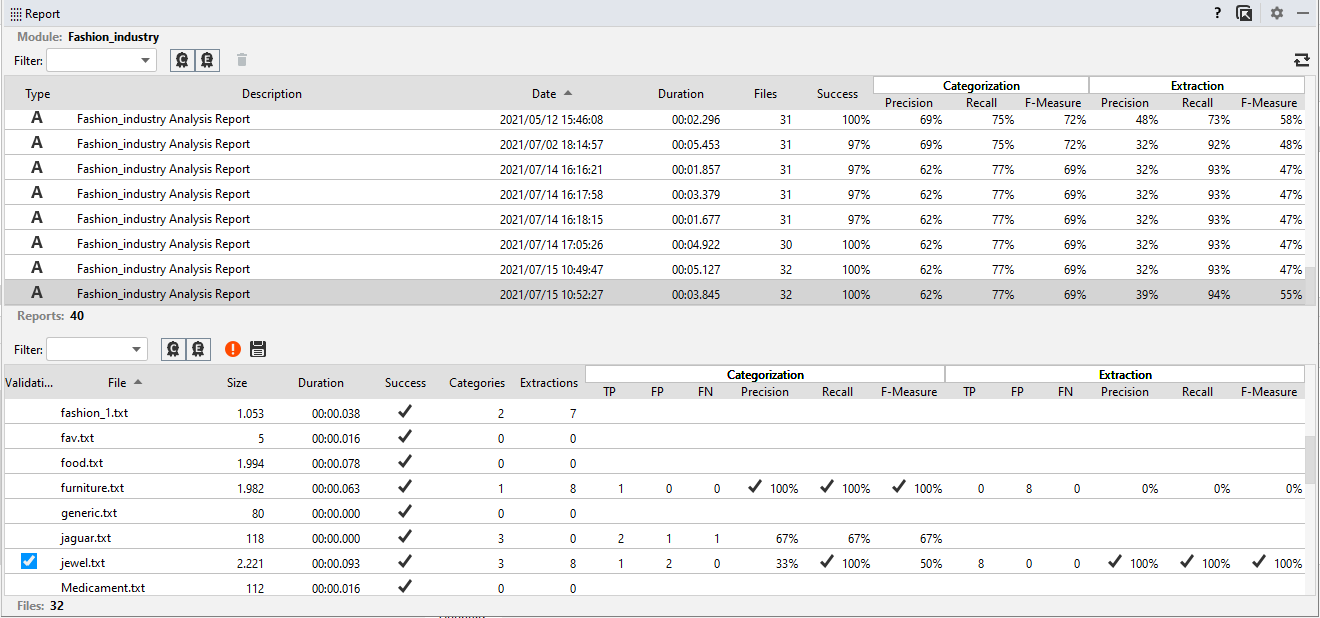 Report ?
Module: Fashion_industry
Filter: C E
Type Description Date Duration Files Success Categorization Extraction
Precision Recall F-Measure Precision Recall F-Measure
A Fashion_industry Analysis Report 2021/05/12 15:46:08 00:02.296 31 100% 69% 75% 72% 48% 73% 58%
A Fashion_industry Analysis Report 2021/07/02 18:14:57 00:05.453 31 97% 69% 75% 72% 32% 92% 48%
A Fashion_industry Analysis Report 2021/07/14 16:16:21 00:01.857 31 97% 62% 77% 69% 32% 93% 47%
A Fashion_industry Analysis Report 2021/07/14 16:17:58 00:03.379 31 97% 62% 77% 69% 32% 93% 47%
A Fashion_industry Analysis Report 2021/07/14 16:18:15 00:01.677 31 97% 62% 77% 69% 32% 93% 47%
A Fashion_industry Analysis Report 2021/07/14 17:05:26 00:04.922 30 100% 62% 77% 69% 32% 93% 47%
A Fashion_industry Analysis Report 2021/07/15 10:49:47 00:05.127 32 100% 62% 77% 69% 32% 93% 47%
A Fashion_industry Analysis Report 2021/07/15 10:52:27 00:03.845 32 100% 62% 77% 69% 39% 94% 55%
Reports: 40
Filter: C E
Validati... File Size Duration Success Categories Extractions Categorization Extraction
TP FP FN Precision Recall F-Measure TP FP FN Precision Recall F-Measure
fashion_1.txt 1.053 00:00.038 2 7
fav.txt 5 00:00.016 0 0
food.txt 1.994 00:00.078 0 0
furniture.txt 1.982 00:00.063 1 8 1 0 0 100% 100% 100% 0 8 0 0% 0% 0%
generic.txt 80 00:00.000 0 0
jaguar.txt 118 00:00.000 3 0 2 1 1 67% 67% 67%
jewel.txt 2.221 00:00.093 3 8 1 2 0 33% 100% 50% 8 0 0 100% 100% 100%
Medicament.txt 112 00:00.016 0 0
Files: 32